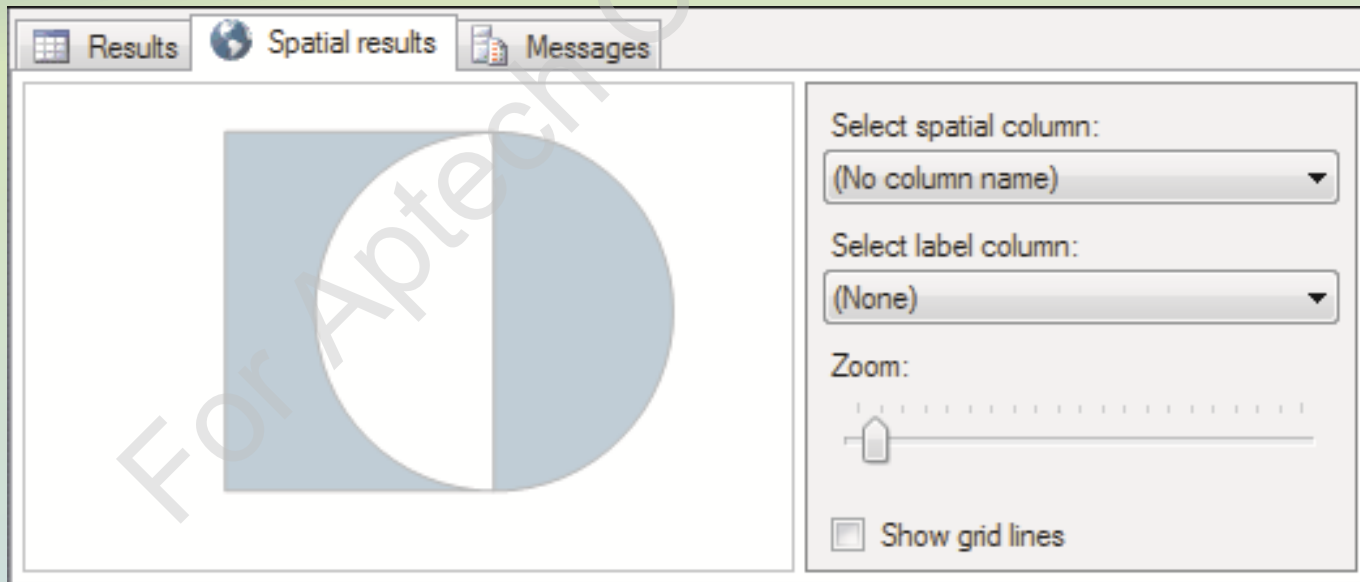 Results
Spatial results
Messages
Select spatial column:
(No column name)
Select label column:
(None)
Zoom:
Show grid lines
For Aptech